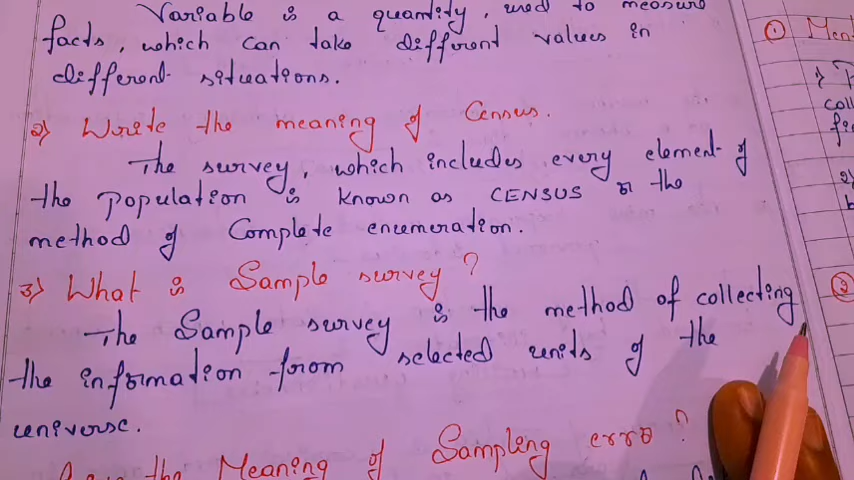 Variable is a quantity, used to measure
facts, which can take different values in
different situations.
2) Write the meaning of Census.
The survey, which includes every element of
the population is known as CENSUS or the
method of Complete enumeration.
3) What is Sample survey?
The Sample survey is the method of collecting
the information from selected units of the
universe.
the Meaning of Sampling error?
①
②